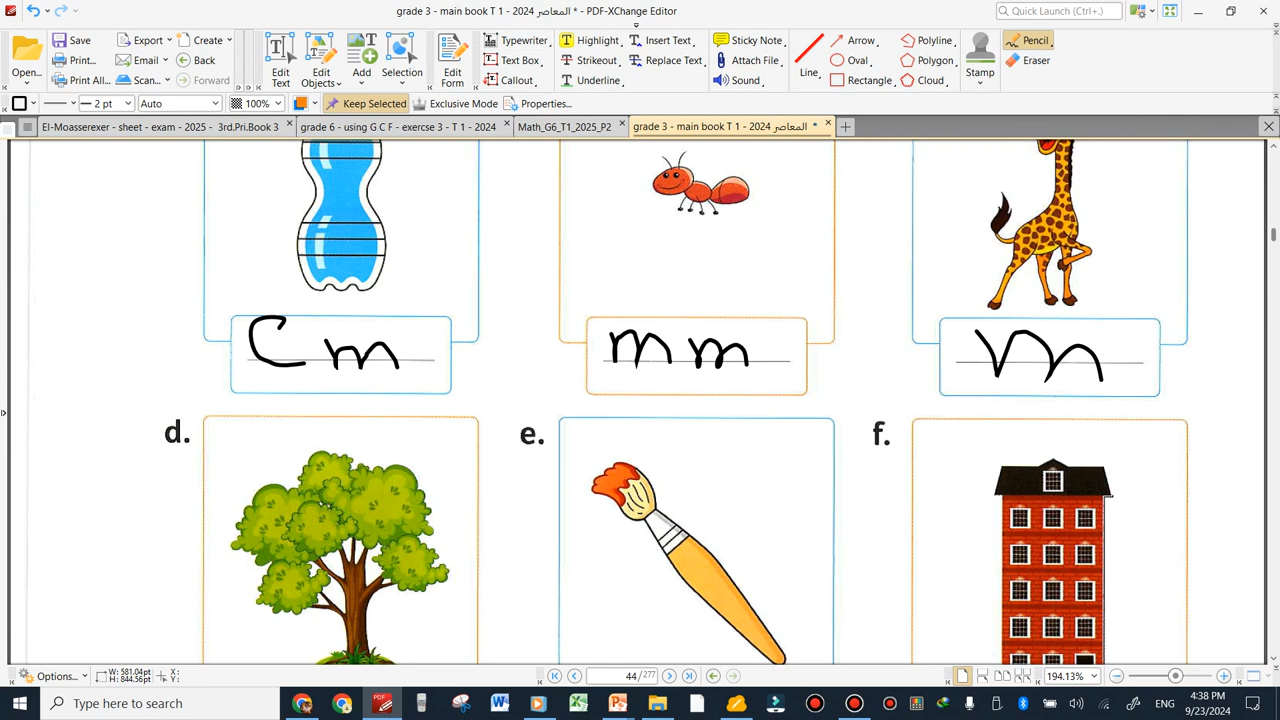 grade 3 - main book T 1 - 2024 المعاصر * - PDF-XChange Editor
Quick Launch (Ctrl+.)
Open...
Save
Print...
Print All...
Export
Email
Scan...
Create
Back
Forward
Edit Text
Edit Objects
Add
Selection
Edit Form
Typewriter
Text Box
Callout
Highlight
Strikeout
Underline
Insert Text
Replace Text
Sticky Note
Attach File
Sound
Line
Arrow
Oval
Rectangle
Polyline
Polygon
Cloud
Stamp
Pencil
Eraser
2 pt
Auto
100%
Keep Selected
Exclusive Mode
Properties...
El-Moasserexer - sheet - exam - 2025 - 3rd.Pri.Book 3
grade 6 - using G C F - exercse 3 - T 1 - 2024
Math_G6_T1_2025_P2
grade 3 - main book T 1 - 2024 المعاصر *
Cm
mm
m
d.
e.
f.
Options...
W: 581.04pt
H: 844.96pt
X:
Y:
44 / 277
194.13%
Type here to search
ENG
4:38 PM
9/23/2024